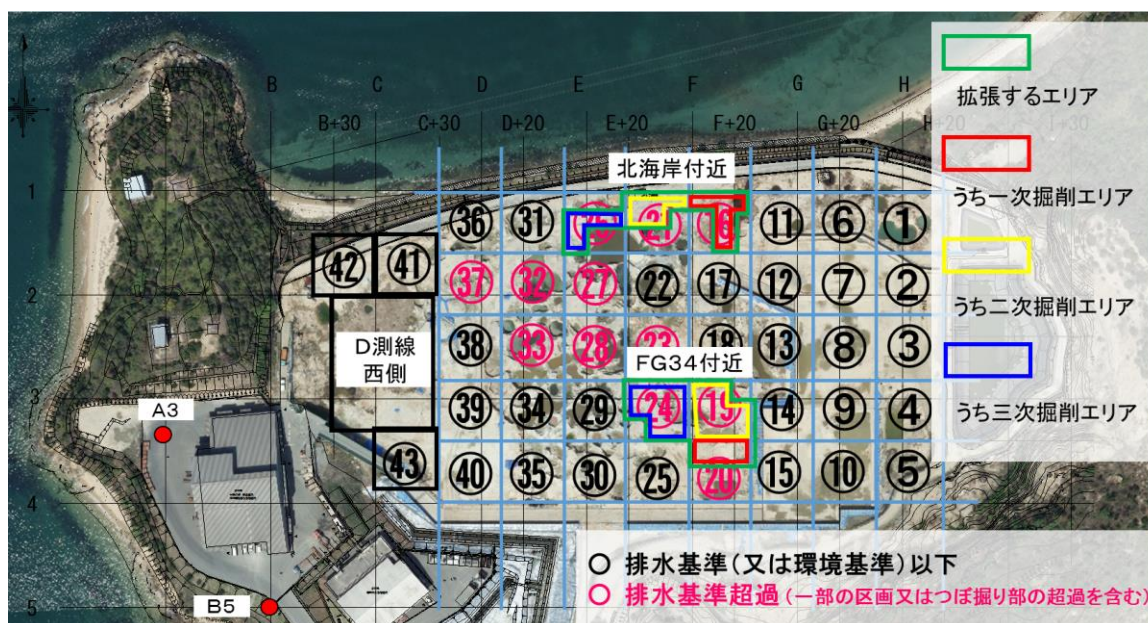 A B C D E F G H
B+30 C+30 D+20 E+20 F+20 G+20 H+20 I+30
拡張するエリア
うち一次掘削エリア
うち二次掘削エリア
うち三次掘削エリア
北海岸付近
1
㊱ ㉛ ㉑ ⑯ ⑪ ⑥ ①
㊷ ㊶ ㊲ ㉜ ㉗ ㉒ ⑰ ⑫ ⑦ ②
2
D測線
西側
㊳ ㉝ ㉘ ㉓ ⑱ ⑬ ⑧ ③
FG34付近
3
㊴ ㉞ ㉙ ㉔ ⑲ ⑭ ⑨ ④
A3
㊸ ㊵ ㉟ ㉚ ㉕ ⑳ ⑮ ⑩ ⑤
4
○ 排水基準(又は環境基準)以下
○ 排水基準超過(一部の区画又はつぼ掘り部の超過を含む)
B5
5